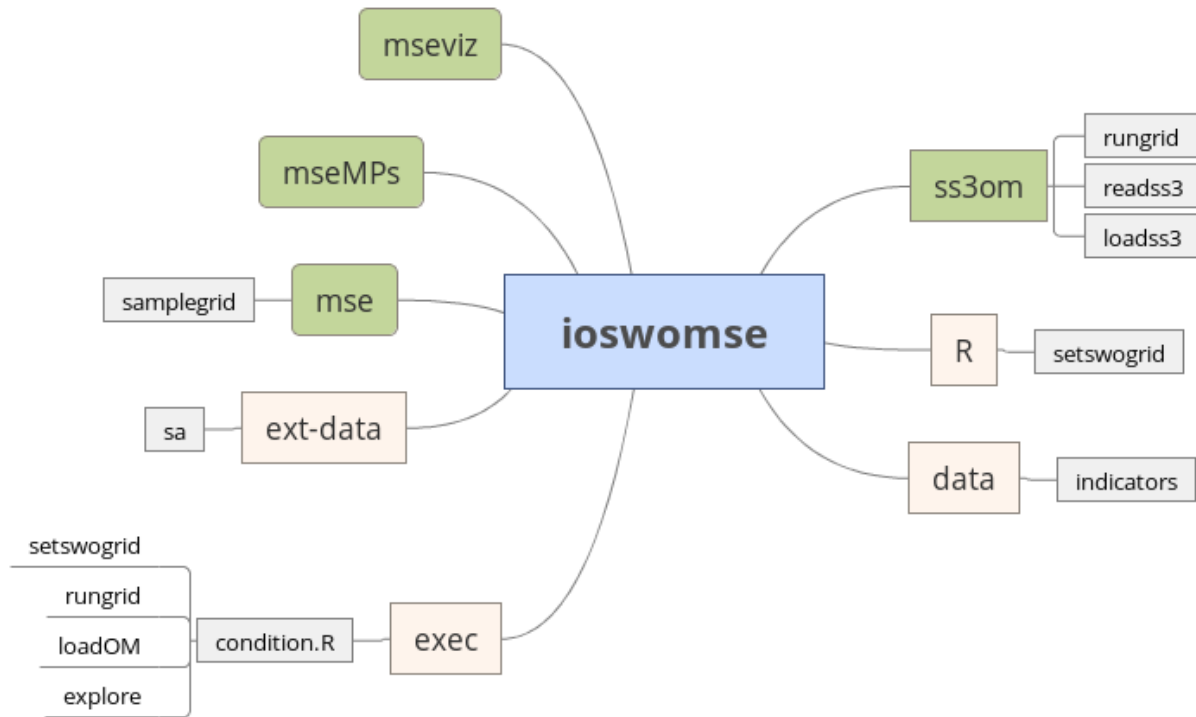 mseviz
mseMPs
mse
samplegrid
ext-data
sa
exec
condition.R
setswogrid
rungrid
loadOM
explore
ioswomse
ss3om
rungrid
readss3
loadss3
R
setswogrid
data
indicators